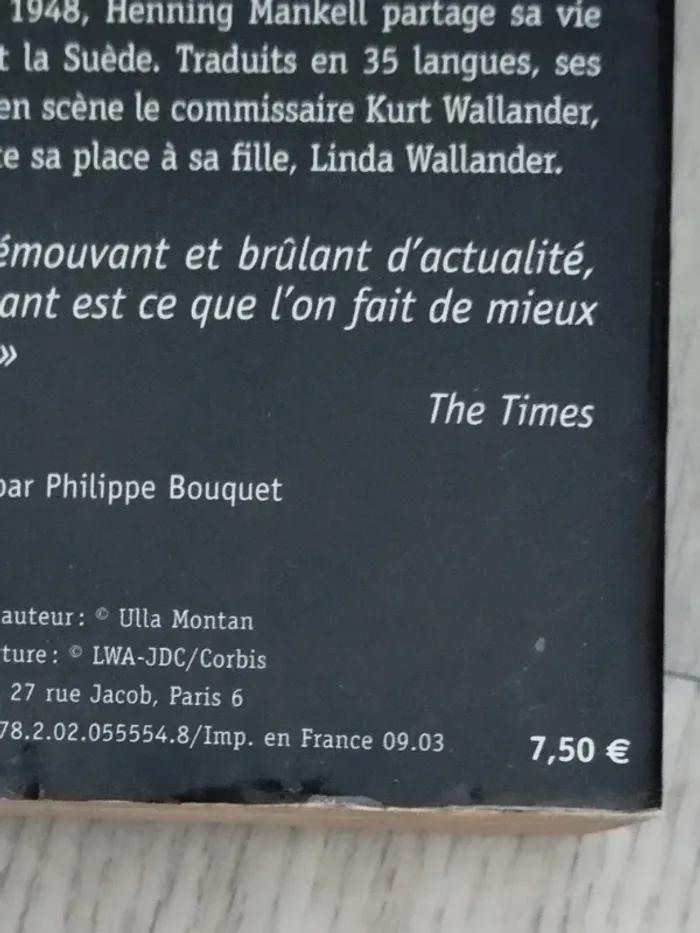 1948, Henning Mankell partage sa vie
t la Suède. Traduits en 35 langues, ses
en scène le commissaire Kurt Wallander,
e sa place à sa fille, Linda Wallander.
émouvant et brûlant d'actualité,
ant est ce que l'on fait de mieux
»
The Times
par Philippe Bouquet
auteur : © Ulla Montan
ture : © LWA-JDC/Corbis
27 rue Jacob, Paris 6
78.2.02.055554.8/Imp. en France 09.03
7,50 €